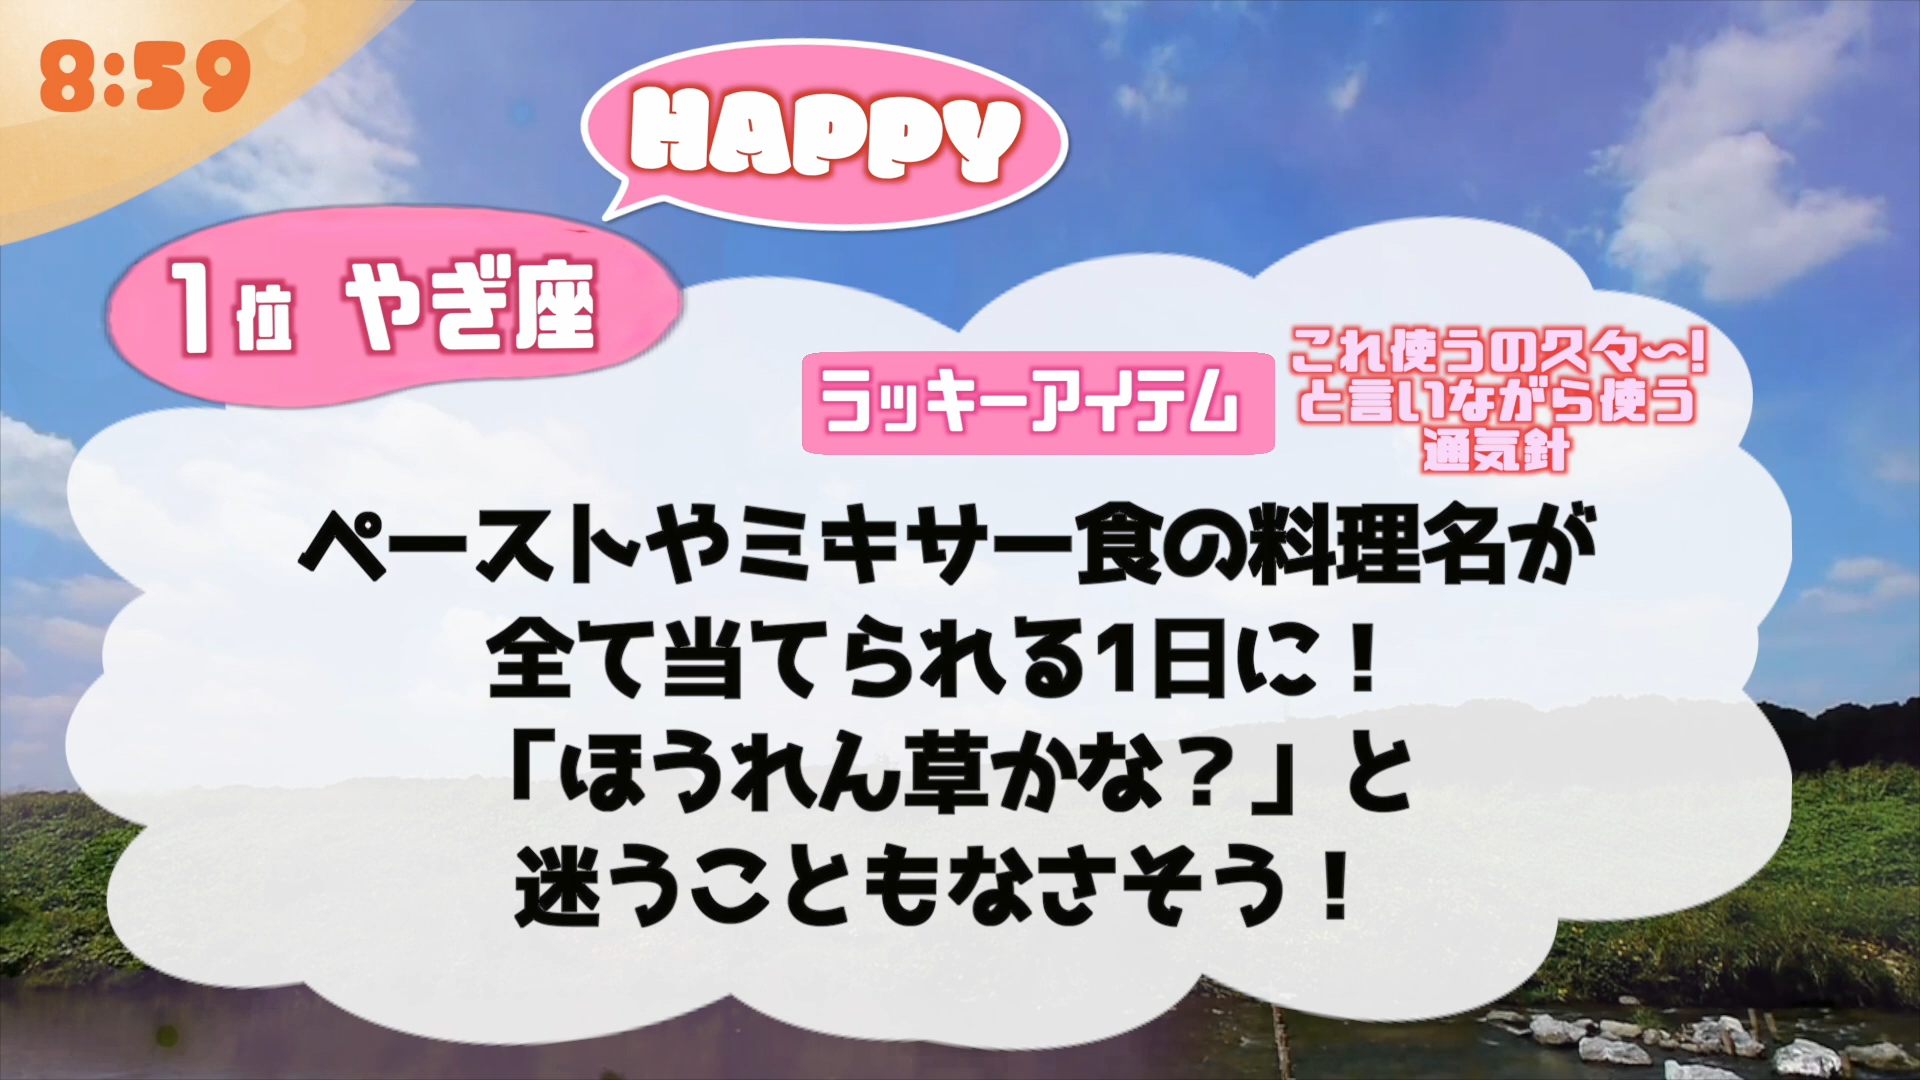 8:59
HAPPY
1位 やぎ座
ラッキーアイテム
これ使うの久々〜!
と言いながら使う
通気針
ペーストやミキサー食の料理名が
全て当てられる1日に！
「ほうれん草かな？」と
迷うこともなさそう！